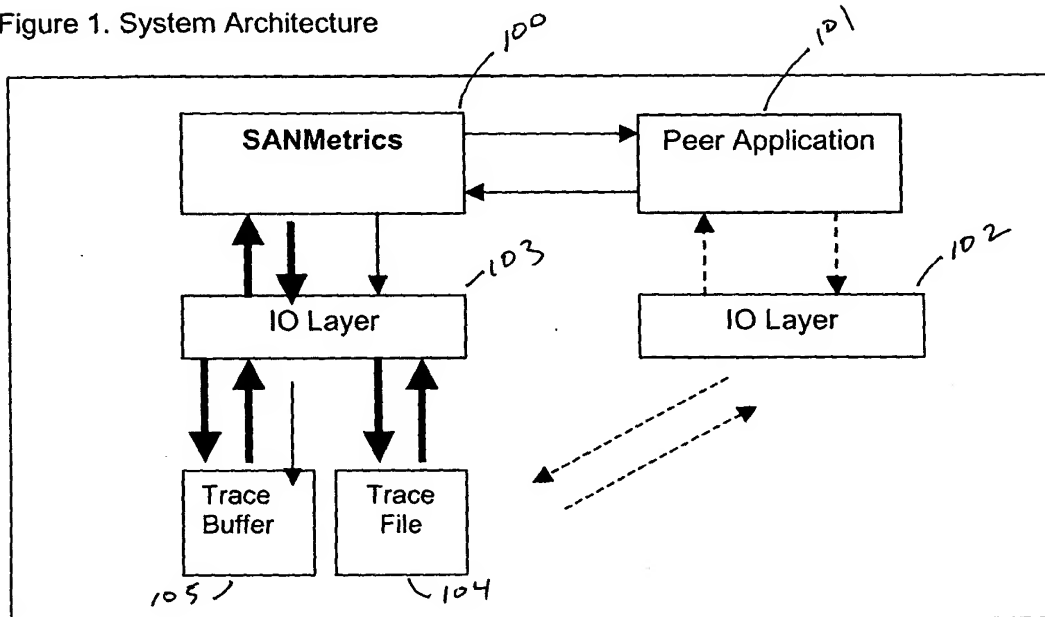 Figure 1. System Architecture
100
101
SANMetrics
Peer Application
103
102
IO Layer
IO Layer
Trace
Buffer
Trace
File
105
104